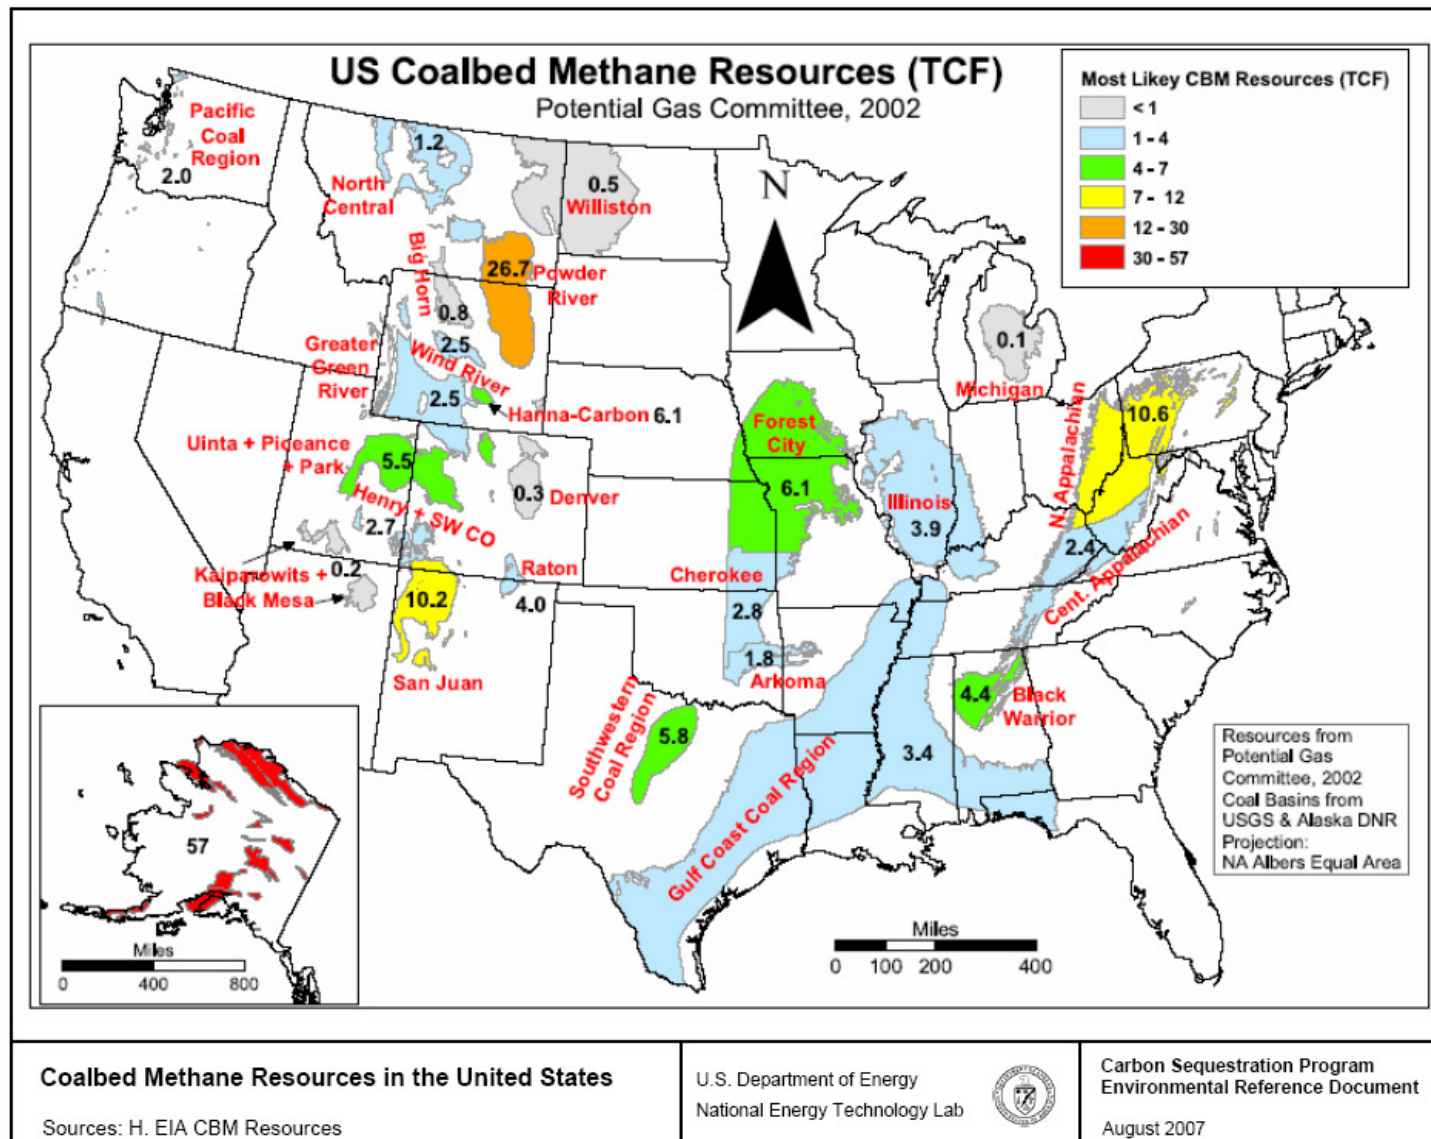 US Coalbed Methane Resources (TCF)
Potential Gas Committee, 2002
Most Likey CBM Resources (TCF)
< 1
1 - 4
4 - 7
7 - 12
12 - 30
30 - 57
Pacific
Coal
Region
2.0
1.2
North
Central
0.5
Williston
N
Big Horn
26.7
Powder
River
0.8
2.5
Wind River
Greater
Green
River
2.5
Hanna-Carbon 6.1
0.1
Michigan
Forest
City
6.1
N. Appalachian
10.6
Uinta + Piceance
+ Park
5.5
0.3
Denver
Henry + SW CO
2.7
Illinois
3.9
2.4
Cent. Appalachian
Kaiparowits +
Black Mesa
0.2
10.2
San Juan
Raton
4.0
Cherokee
2.8
1.8
Arkoma
4.4
Black
Warrior
Southwestern
Coal Region
5.8
3.4
Gulf Coast Coal Region
57
Miles
0 400 800
Miles
0 100 200 400
Resources from
Potential Gas
Committee, 2002
Coal Basins from
USGS & Alaska DNR
Projection:
NA Albers Equal Area
Coalbed Methane Resources in the United States
Sources: H. EIA CBM Resources
U.S. Department of Energy
National Energy Technology Lab
Carbon Sequestration Program
Environmental Reference Document
August 2007